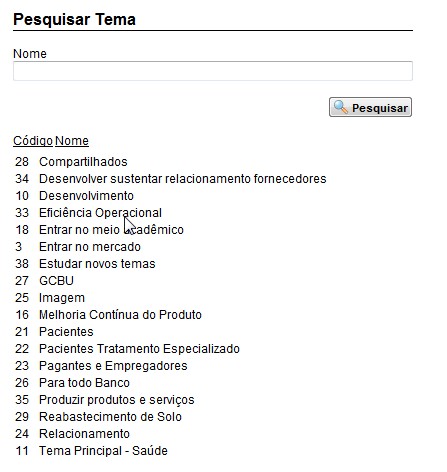 Pesquisar Tema
Nome
Pesquisar
Código Nome
28 Compartilhados
34 Desenvolver sustentar relacionamento fornecedores
10 Desenvolvimento
33 Eficiência Operacional
18 Entrar no meio acadêmico
3 Entrar no mercado
38 Estudar novos temas
27 GCBU
25 Imagem
16 Melhoria Contínua do Produto
21 Pacientes
22 Pacientes Tratamento Especializado
23 Pagantes e Empregadores
26 Para todo Banco
35 Produzir produtos e serviços
29 Reabastecimento de Solo
24 Relacionamento
11 Tema Principal - Saúde